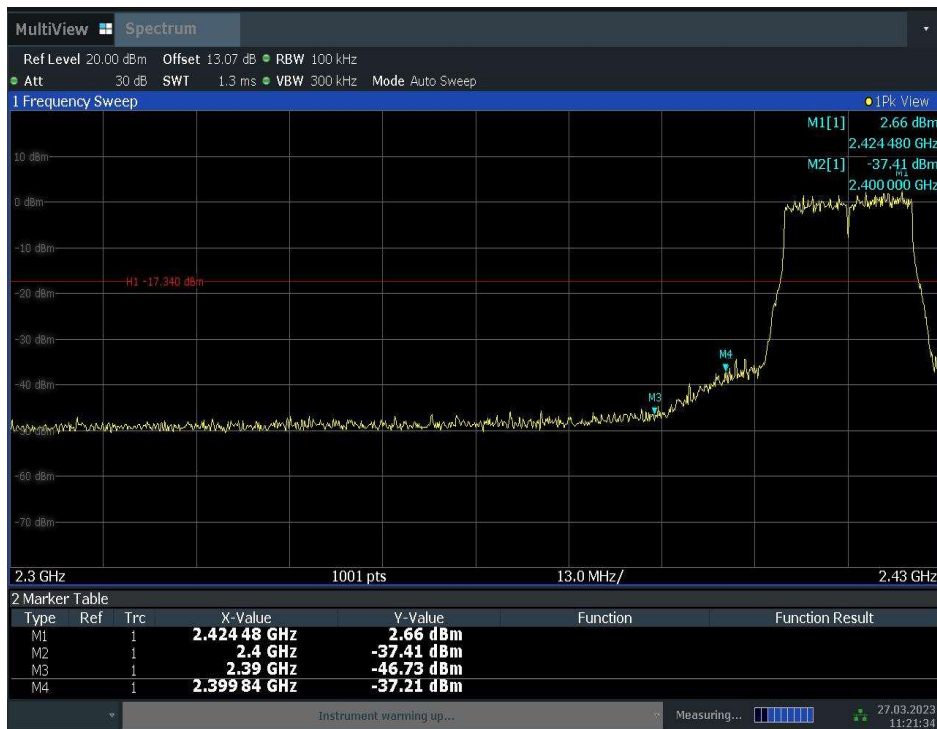 MultiView Spectrum
Ref Level 20.00 dBm Offset 13.07 dB RBW 100 kHz
Att 30 dB SWT 1.3 ms VBW 300 kHz Mode Auto Sweep
1 Frequency Sweep 1Pk View
M1[1] 2.66 dBm
2.424 480 GHz
10 dBm
M2[1] -37.41 dBm
M1
2.400 000 GHz
0 dBm
-10 dBm
H1 -17.340 dBm
-20 dBm
-30 dBm
M4
-40 dBm
M3
-50 dBm
-60 dBm
-70 dBm
2.3 GHz 1001 pts 13.0 MHz/ 2.43 GHz
2 Marker Table
Type Ref Trc X-Value Y-Value Function Function Result
M1 1 2.424 48 GHz 2.66 dBm
M2 1 2.4 GHz -37.41 dBm
M3 1 2.39 GHz -46.73 dBm
M4 1 2.399 84 GHz -37.21 dBm
Instrument warming up... Measuring... 27.03.2023
11:21:34